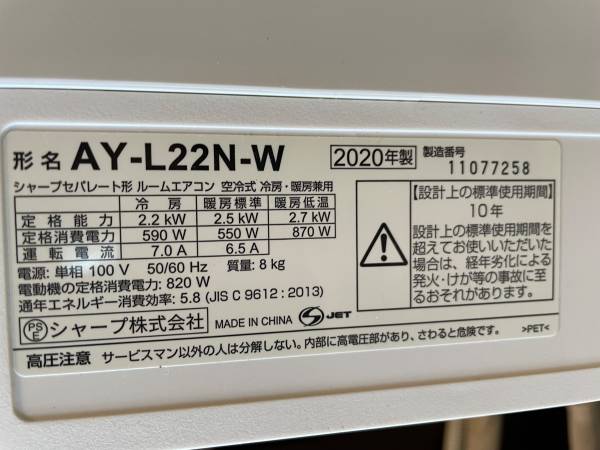 形名 AY-L22N-W 2020年製 製造番号 11077258
シャープセパレート形 ルームエアコン 空冷式 冷房・暖房兼用
冷房 暖房標準 暖房低温
定格能力 2.2 kW 2.5 kW 2.7 kW
定格消費電力 590 W 550 W 870 W
運転電流 7.0 A 6.5 A
電源: 単相 100 V 50/60 Hz 質量: 8 kg
電動機の定格消費電力: 820 W
通年エネルギー消費効率: 5.8 (JIS C 9612 : 2013)
PS E シャープ株式会社 MADE IN CHINA S JET
【設計上の標準使用期間】
10年
設計上の標準使用期間を
超えてお使いいただいた
場合は、経年劣化による
発火・けが等の事故に至
るおそれがあります。
高圧注意 サービスマン以外の人は分解しない。内部に高電圧部があり、さわると危険です。 >PET<